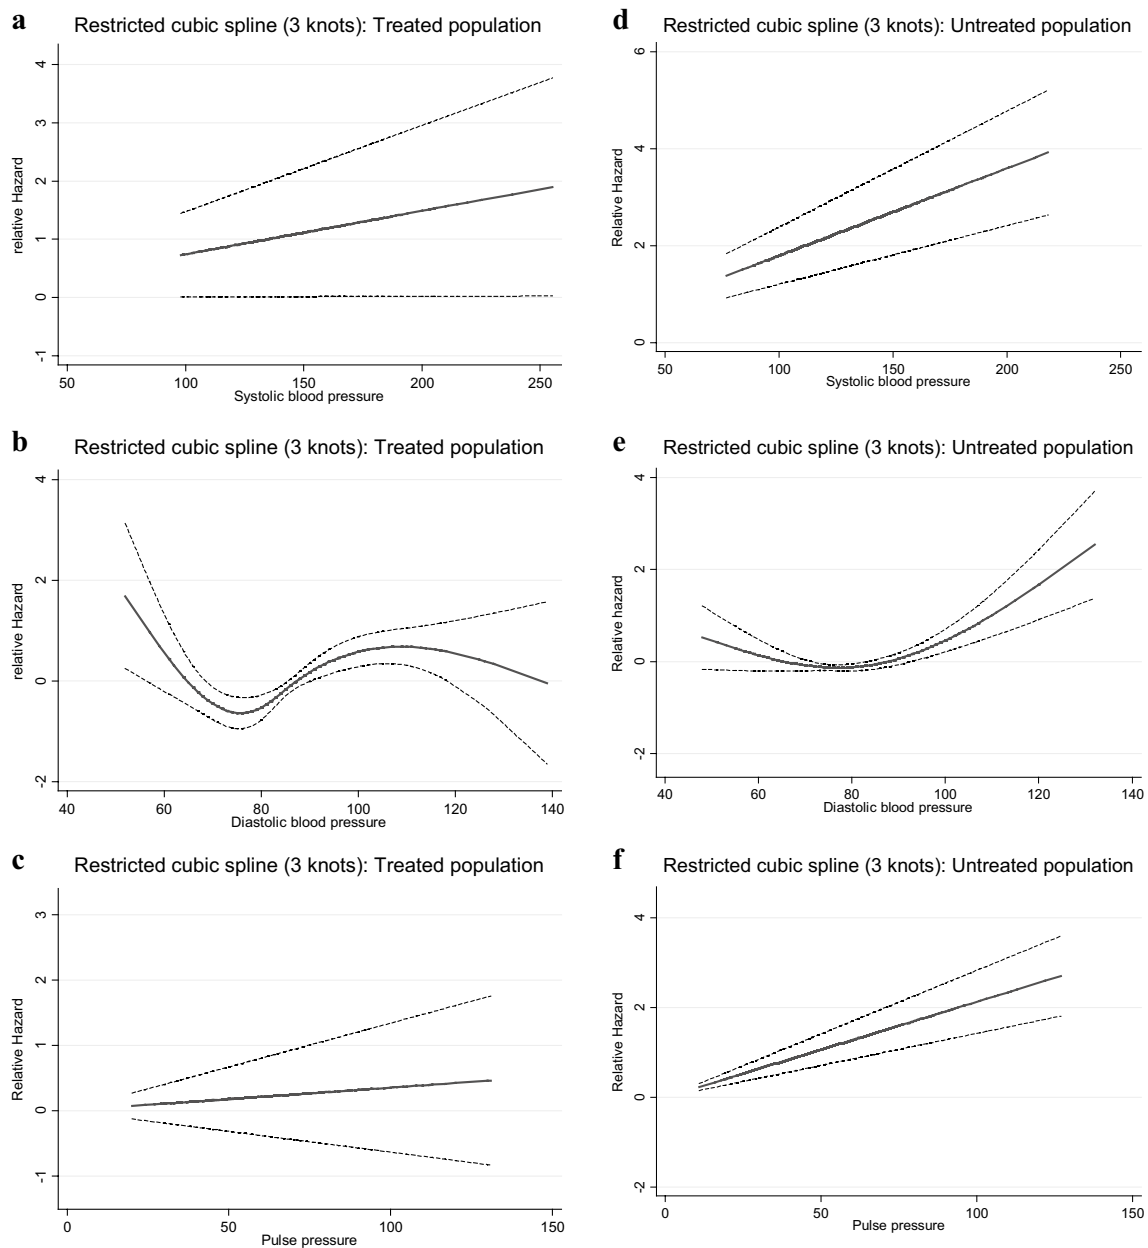 a
Restricted cubic spline (3 knots): Treated population
relative Hazard
4
3
2
1
0
-1
50
100
150
200
250
Systolic blood pressure
d
Restricted cubic spline (3 knots): Untreated population
Relative Hazard
6
4
2
0
50
100
150
200
250
Systolic blood pressure
b
Restricted cubic spline (3 knots): Treated population
relative Hazard
4
2
0
-2
40
60
80
100
120
140
Diastolic blood pressure
e
Restricted cubic spline (3 knots): Untreated population
Relative hazard
4
2
0
-2
40
60
80
100
120
140
Diastolic blood pressure
c
Restricted cubic spline (3 knots): Treated population
Relative Hazard
3
2
1
0
-1
0
50
100
150
Pulse pressure
f
Restricted cubic spline (3 knots): Untreated population
Relative Hazard
4
2
0
-2
0
50
100
150
Pulse pressure